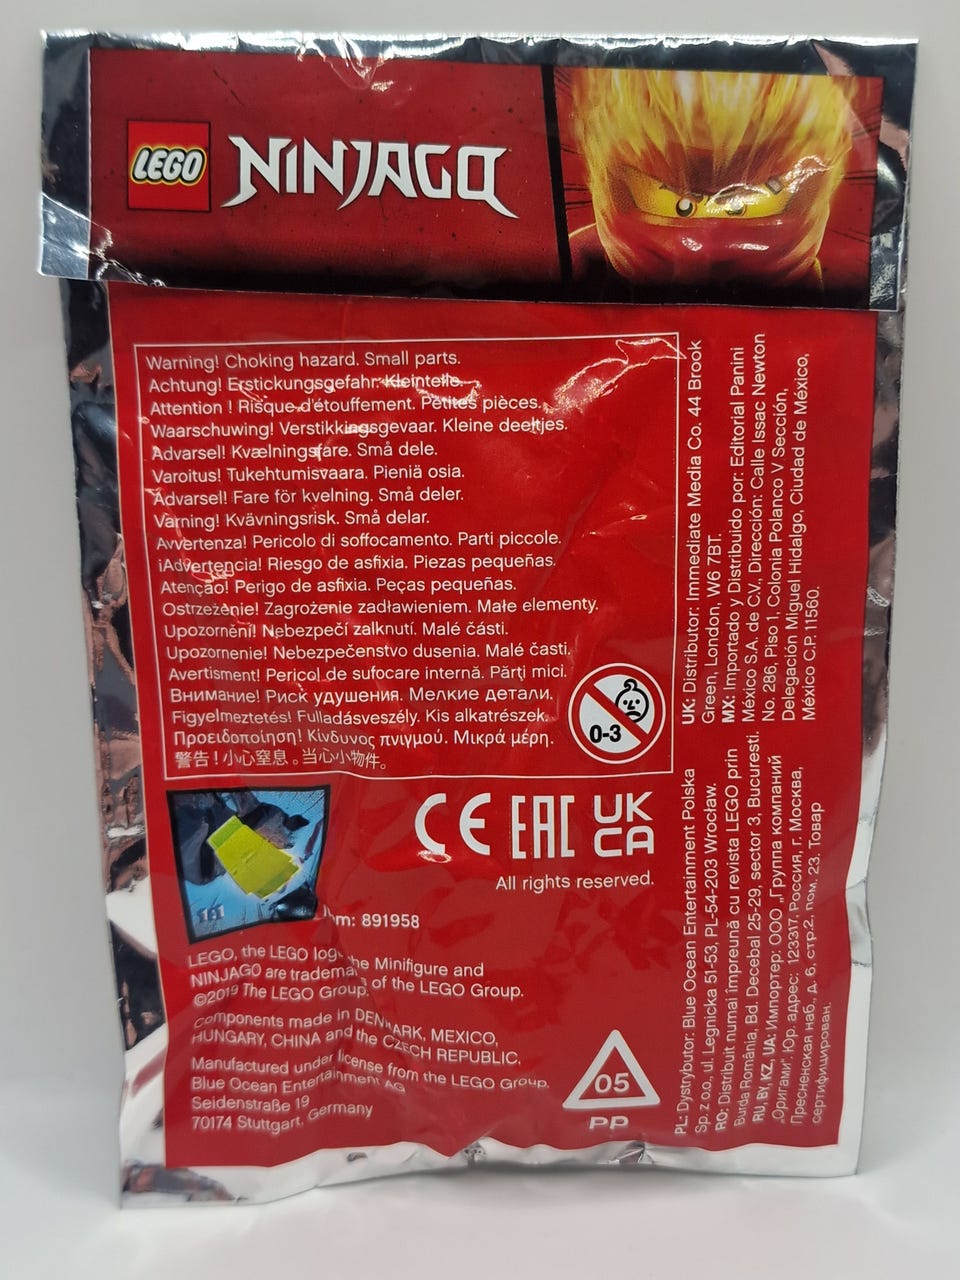 LEGO NINJAGO
Warning! Choking hazard. Small parts.
Achtung! Erstickungsgefahr. Kleinteile.
Attention ! Risque d'étouffement. Petites pièces.
Waarschuwing! Verstikkingsgevaar. Kleine deeltjes.
Advarsel! Kvælningsfare. Små dele.
Varoitus! Tukehtumisvaara. Pieniä osia.
Advarsel! Fare för kvelning. Små deler.
Varning! Kvävningsrisk. Små delar.
Avvertenza! Pericolo di soffocamento. Parti piccole.
¡Advertencia! Riesgo de asfixia. Piezas pequeñas.
Atenção! Perigo de asfixia. Peças pequeñas.
Ostrzeżenie! Zagrożenie zadławieniem. Małe elementy.
Upozornění! Nebezpečí zalknutí. Malé části.
Upozornenie! Nebezpečenstvo dusenia. Malé časti.
Avertisment! Pericol de sufocare internă. Părţi mici.
Внимание! Риск удушения. Мелкие детали.
Figyelmeztetés! Fulladásveszély. Kis alkatrészek.
Προειδοποίηση! Κίνδυνος πνιγμού. Μικρά μέρη.
警告！小心窒息。当心小物件。
0-3
CE EAC UK
CA
All rights reserved.
1:1
891958
LEGO, the LEGO logo, the Minifigure and
NINJAGO are trademarks of the LEGO Group.
©2019 The LEGO Group.
Components made in DENMARK, MEXICO,
HUNGARY, CHINA and the CZECH REPUBLIC.
Manufactured under license from the LEGO Group.
Blue Ocean Entertainment AG
Seidenstraße 19
70174 Stuttgart, Germany
05
PP
UK: Distributor: Immediate Media Co. 44 Brook
Green, London, W6 7BT.
MX: Importado y Distribuido por: Editorial Panini
México S.A. de C.V., Dirección: Calle Issac Newton
No. 286, Piso 1, Colonia Polanco V Sección,
Delegación Miguel Hidalgo, Ciudad de México,
México C.P. 11560.
PL: Dystrybutor: Blue Ocean Entertainment Polska
Sp. z o.o., ul. Legnicka 51-53, PL-54-203 Wrocław.
RO: Distribuit numai impreună cu revista LEGO prin
Burda România, Bd. Decebal 25-29, sector 3, Bucuresti.
RU, BY, KZ, UA: Импортер: ООО „Группа компаний
„Оригами“ Юр. адрес: 123317, Россия, г. Москва,
Пресненская наб., д. 6, стр.2, пом. 23. Товар
сертифицирован.